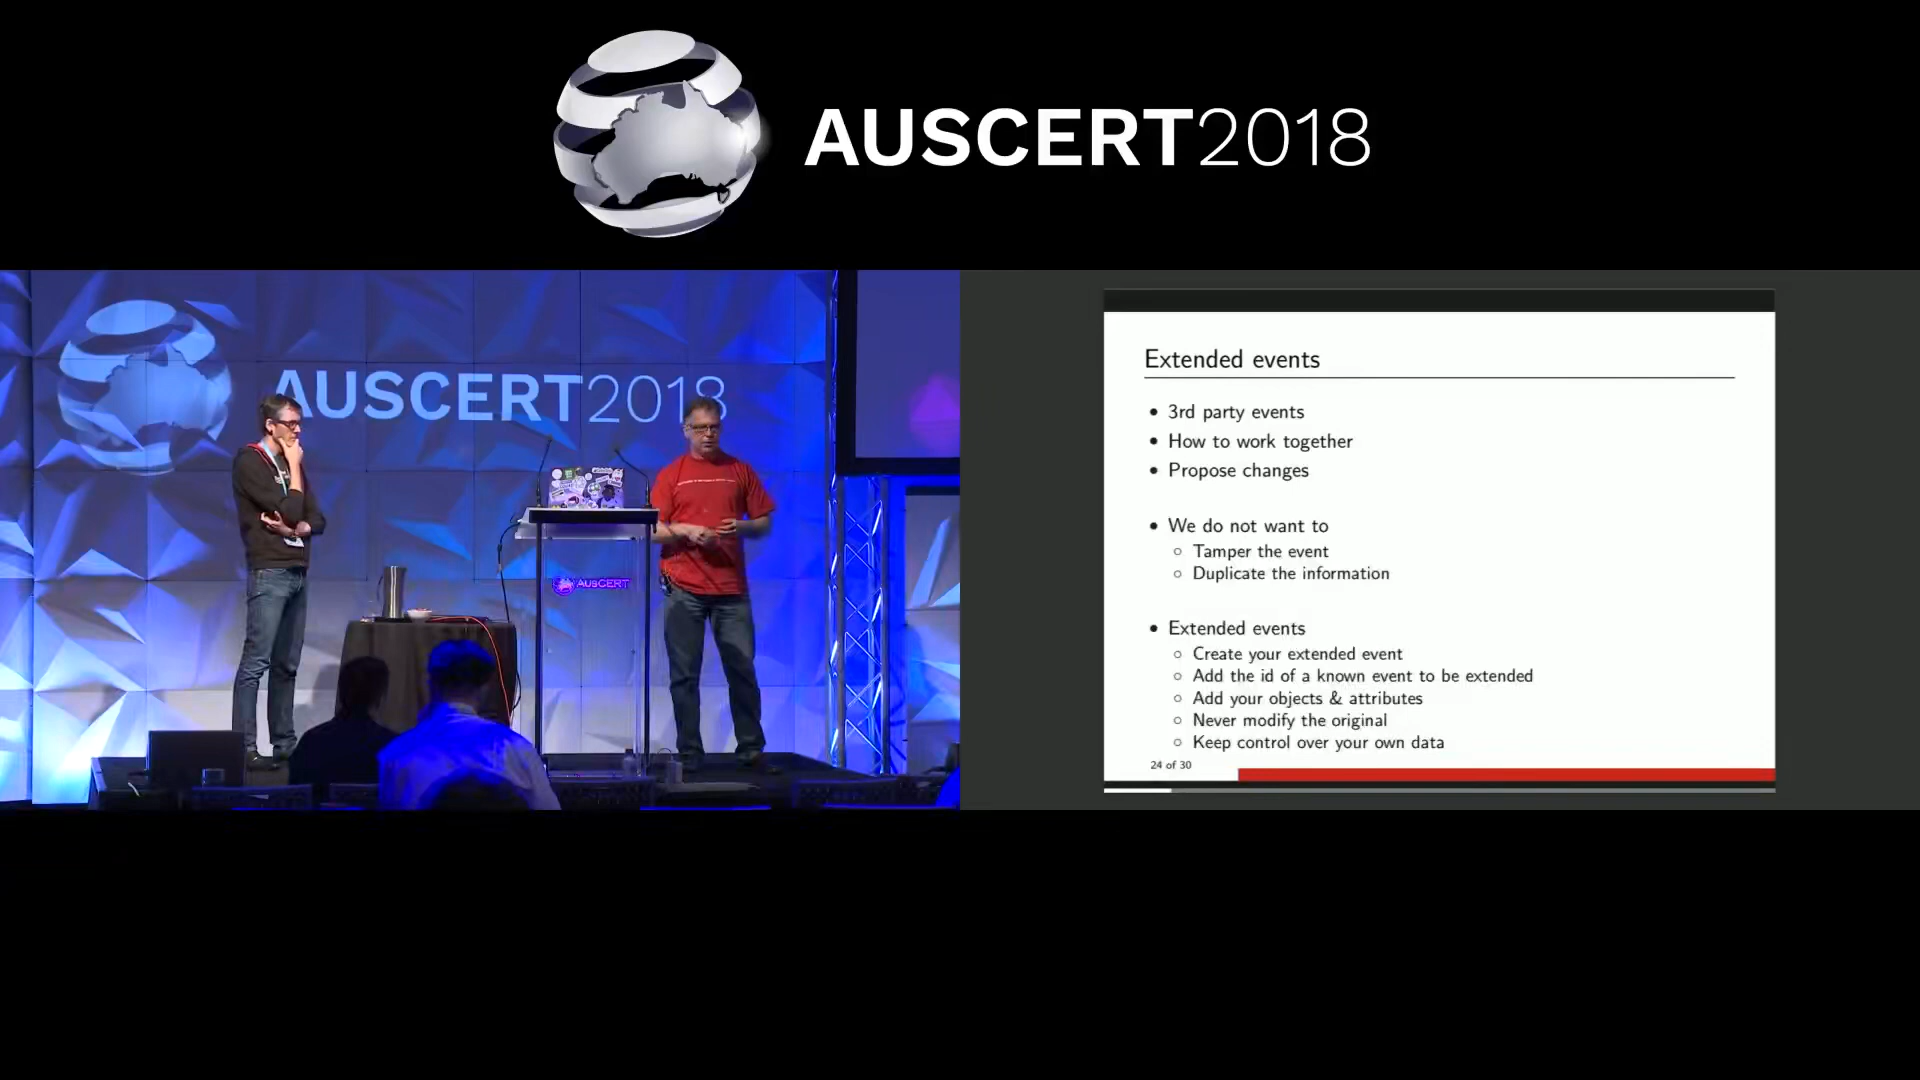 AUSCERT2018
AUSCERT2018
AUSCERT
Extended events
• 3rd party events
• How to work together
• Propose changes
• We do not want to
◦ Tamper the event
◦ Duplicate the information
• Extended events
◦ Create your extended event
◦ Add the id of a known event to be extended
◦ Add your objects & attributes
◦ Never modify the original
◦ Keep control over your own data
24 of 30